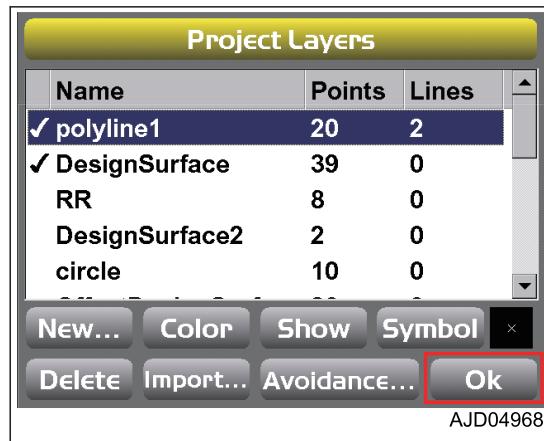 Project Layers
Name Points Lines
✓ polyline1 20 2
✓ DesignSurface 39 0
RR 8 0
DesignSurface2 2 0
circle 10 0
New... Color Show Symbol
Delete Import... Avoidance... Ok
AJD04968